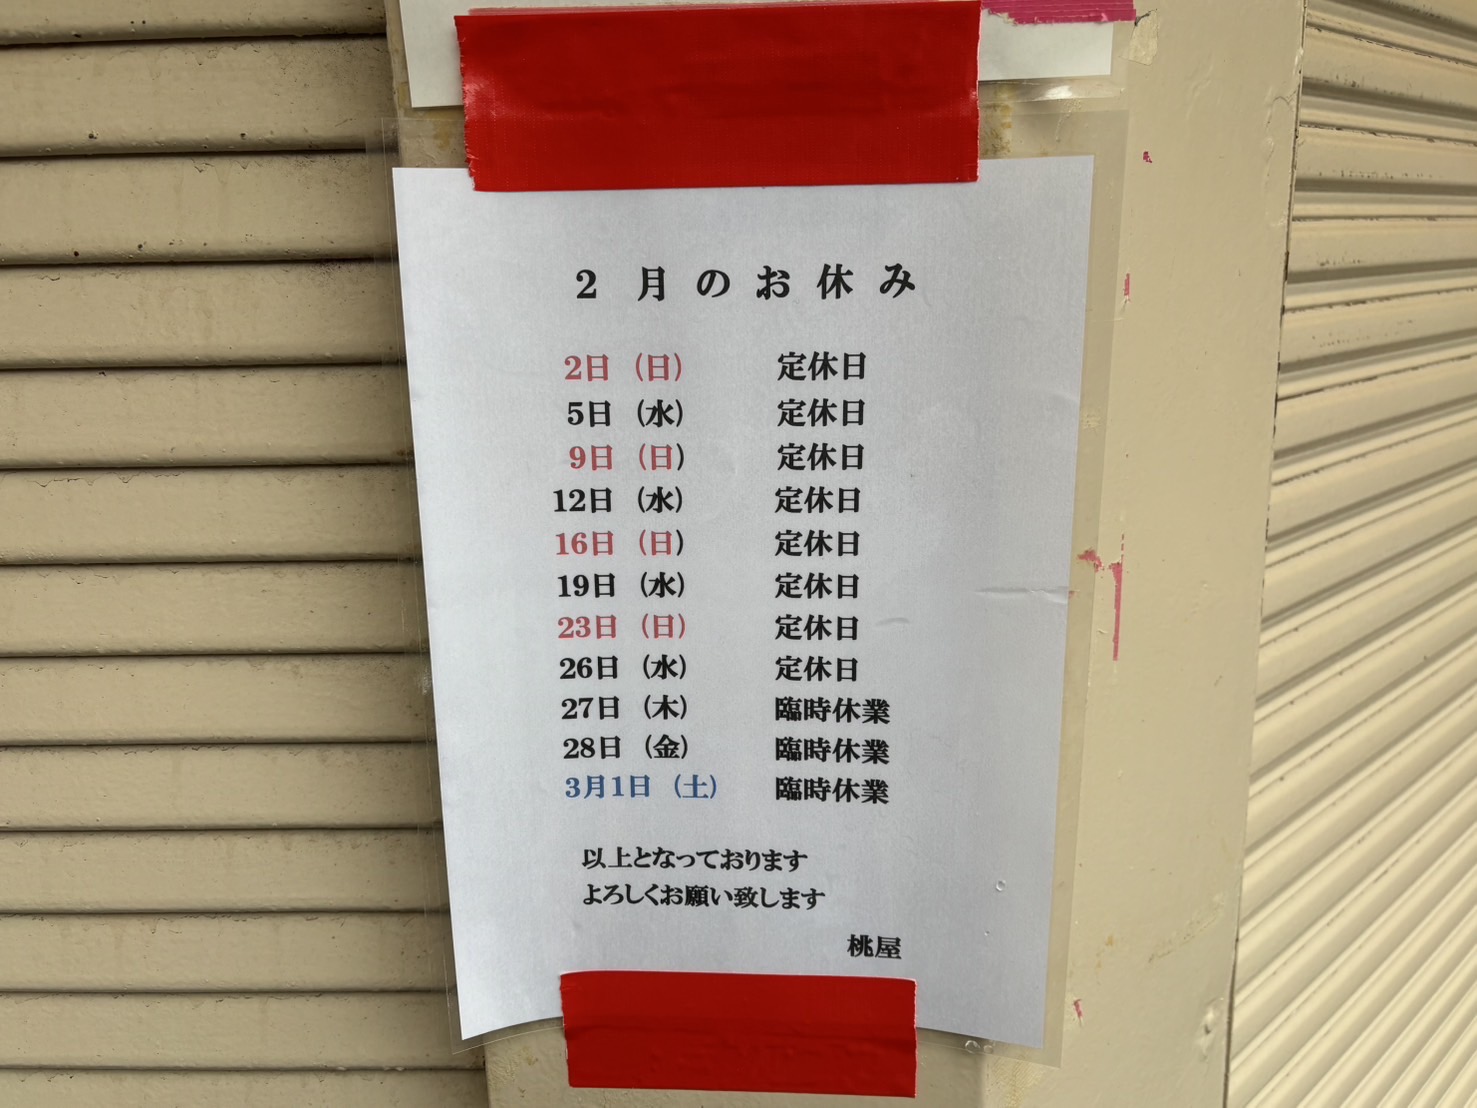 2月のお休み
2日（日） 定休日
5日（水） 定休日
9日（日） 定休日
12日（水） 定休日
16日（日） 定休日
19日（水） 定休日
23日（日） 定休日
26日（水） 定休日
27日（木） 臨時休業
28日（金） 臨時休業
3月1日（土） 臨時休業
以上となっております
よろしくお願い致します
桃屋